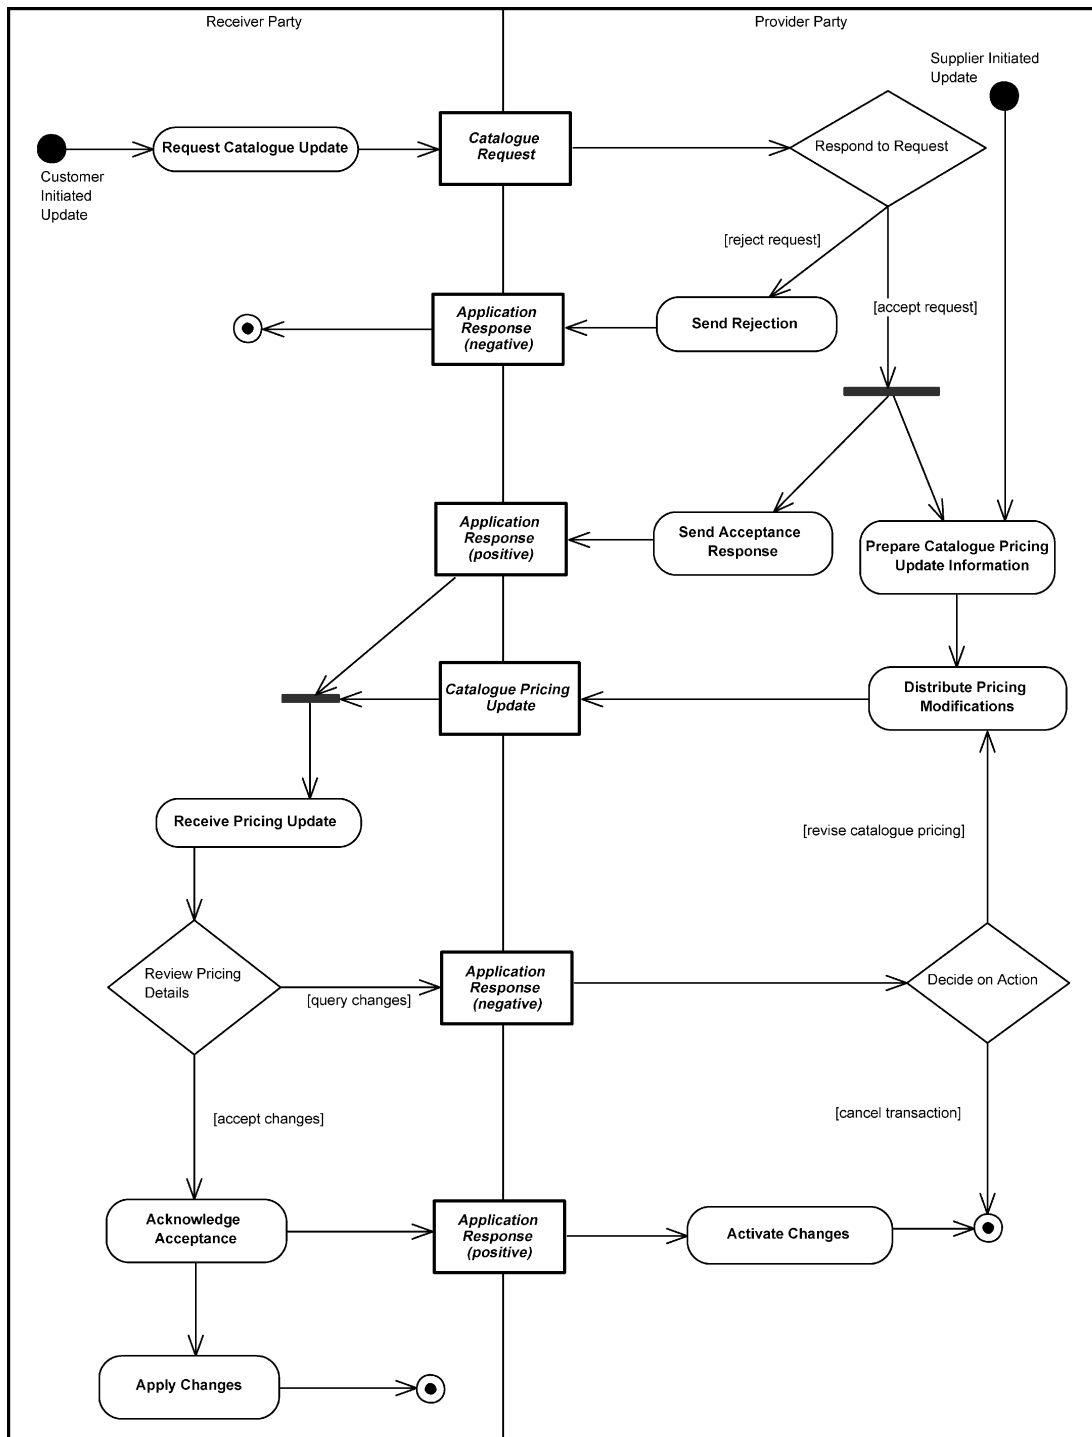 Receiver Party
Provider Party
Supplier Initiated
Update
Customer
Initiated
Update
Request Catalogue Update
Catalogue
Request
Respond to Request
[reject request]
[accept request]
Application
Response
(negative)
Send Rejection
Application
Response
(positive)
Send Acceptance
Response
Prepare Catalogue Pricing
Update Information
Catalogue Pricing
Update
Distribute Pricing
Modifications
Receive Pricing Update
[revise catalogue pricing]
Review Pricing
Details
[query changes]
Application
Response
(negative)
Decide on Action
[accept changes]
[cancel transaction]
Acknowledge
Acceptance
Application
Response
(positive)
Activate Changes
Apply Changes